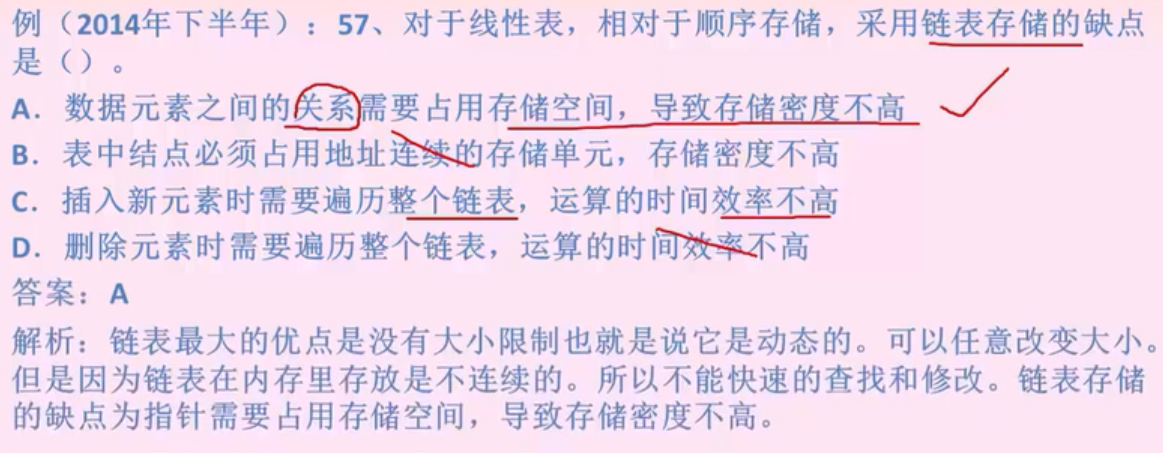 例（2014年下半年）：57、对于线性表，相对于顺序存储，采用链表存储的缺点
是（）。
A．数据元素之间的关系需要占用存储空间，导致存储密度不高
B．表中结点必须占用地址连续的存储单元，存储密度不高
C．插入新元素时需要遍历整个链表，运算的时间效率不高
D．删除元素时需要遍历整个链表，运算的时间效率不高
答案：A
解析：链表最大的优点是没有大小限制也就是说它是动态的。可以任意改变大小。
但是因为链表在内存里存放是不连续的。所以不能快速的查找和修改。链表存储
的缺点为指针需要占用存储空间，导致存储密度不高。